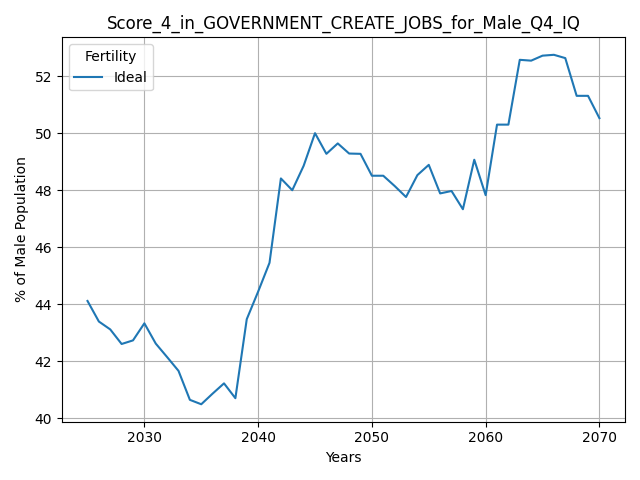 Score_4_in_GOVERNMENT_CREATE_JOBS_for_Male_Q4_IQ
Fertility
Ideal
% of Male Population
52
50
48
46
44
42
40
2030 2040 2050 2060 2070
Years